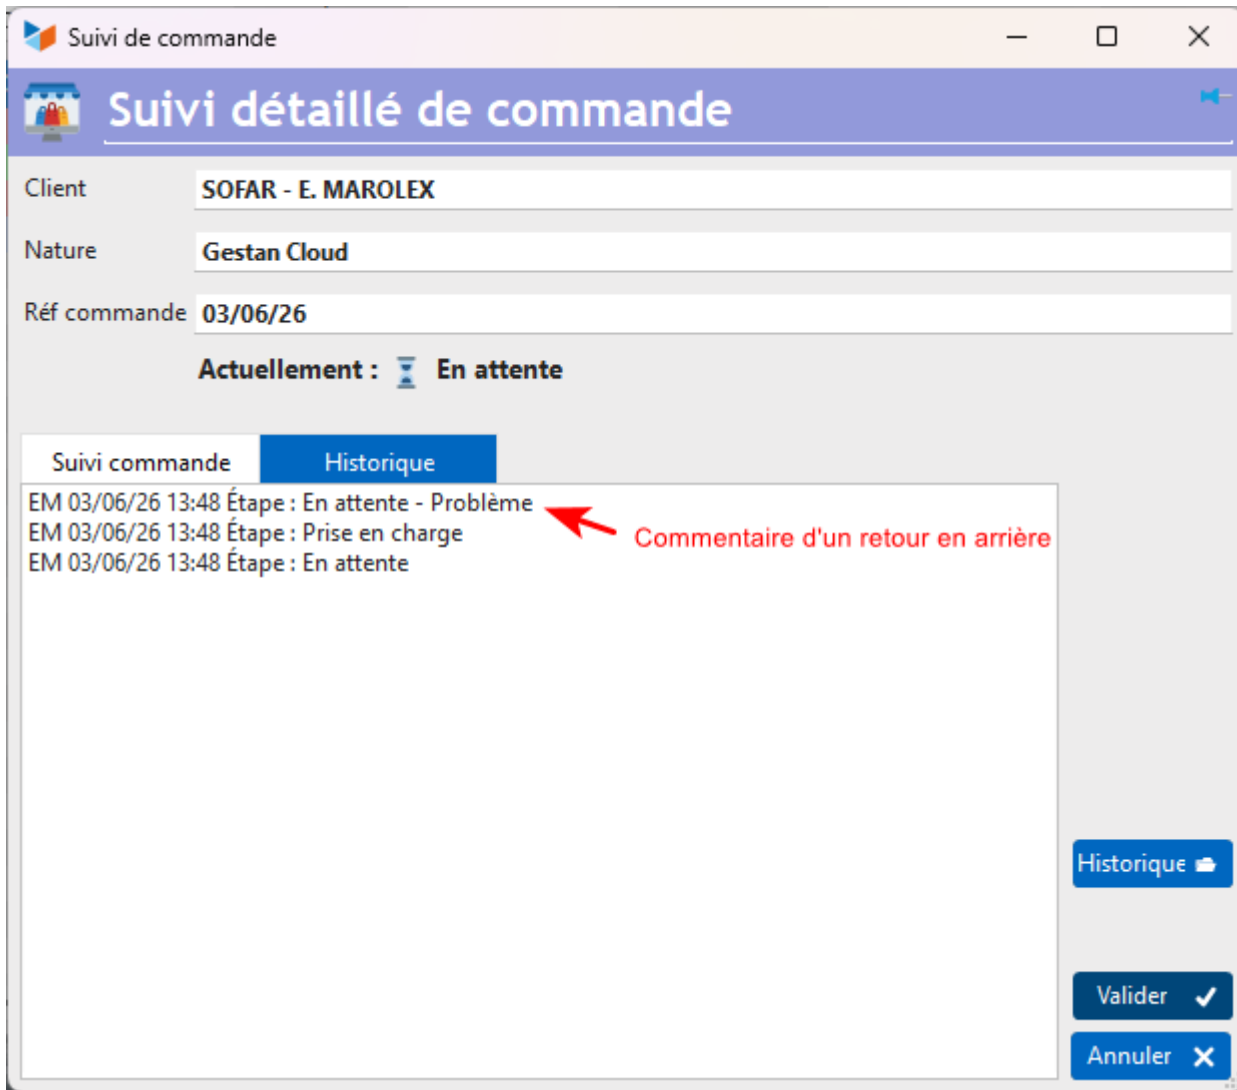 Suivi de commande
Suivi détaillé de commande
Client SOFAR - E. MAROLEX
Nature Gestan Cloud
Réf commande 03/06/26
Actuellement : En attente
Suivi commande Historique
EM 03/06/26 13:48 Étape : En attente - Problème
EM 03/06/26 13:48 Étape : Prise en charge
Commentaire d'un retour en arrière
EM 03/06/26 13:48 Étape : En attente
Historique
Valider
Annuler